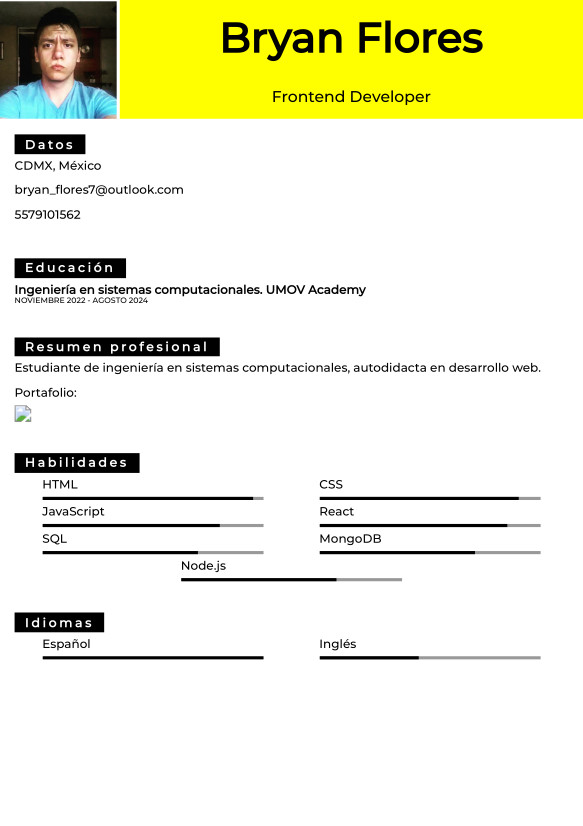 Bryan Flores
Frontend Developer
Datos
CDMX, México
bryan_flores7@outlook.com
5579101562
Educación
Ingeniería en sistemas computacionales. UMOV Academy
NOVIEMBRE 2022 - AGOSTO 2024
Resumen profesional
Estudiante de ingeniería en sistemas computacionales, autodidacta en desarrollo web.
Portafolio:
Habilidades
HTML
CSS
JavaScript
React
SQL
MongoDB
Node.js
Idiomas
Español
Inglés